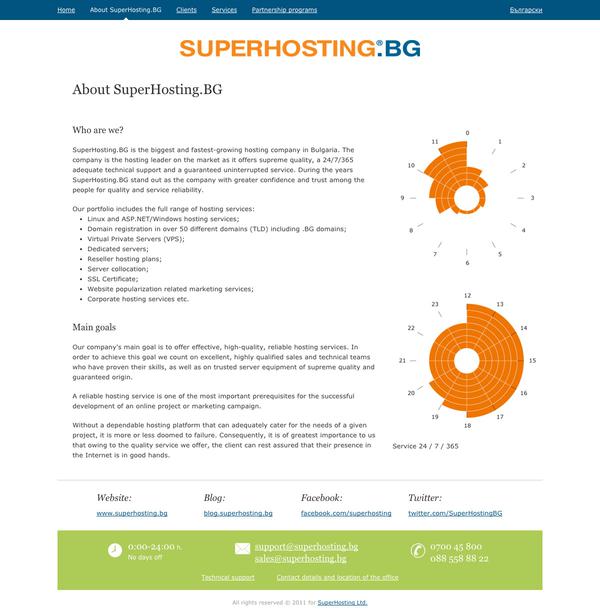 Home About SuperHosting.BG Clients Services Partnership programs Български
SUPERHOSTING®.BG
About SuperHosting.BG
Who are we?
SuperHosting.BG is the biggest and fastest-growing hosting company in Bulgaria. The
company is the hosting leader on the market as it offers supreme quality, a 24/7/365
adequate technical support and a guaranteed uninterrupted service. During the years
SuperHosting.BG stand out as the company with greater confidence and trust among the
people for quality and service reliability.
Our portfolio includes the full range of hosting services:
• Linux and ASP.NET/Windows hosting services;
• Domain registration in over 50 different domains (TLD) including .BG domains;
• Virtual Private Servers (VPS);
• Dedicated servers;
• Reseller hosting plans;
• Server collocation;
• SSL Certificate;
• Website popularization related marketing services;
• Corporate hosting services etc.
Main goals
Our company's main goal is to offer effective, high-quality, reliable hosting services. In
order to achieve this goal we count on excellent, highly qualified sales and technical teams
who have proven their skills, as well as on trusted server equipment of supreme quality and
guaranteed origin.
A reliable hosting service is one of the most important prerequisites for the successful
development of an online project or marketing campaign.
Without a dependable hosting platform that can adequately cater for the needs of a given
project, it is more or less doomed to failure. Consequently, it is of greatest importance to us
that owing to the quality service we offer, the client can rest assured that their presence in
the Internet is in good hands.
0
1
2
3
4
5
6
7
8
9
10
11
12
13
14
15
16
17
18
19
20
21
22
23
Service 24 / 7 / 365
Website: Blog: Facebook: Twitter:
www.superhosting.bg blog.superhosting.bg facebook.com/superhosting twitter.com/SuperHostingBG
0:00-24:00 h. support@superhosting.bg 0700 45 800
No days off sales@superhosting.bg 088 558 88 22
Technical support Contact details and location of the office
All rights reserved © 2011 for SuperHosting Ltd.